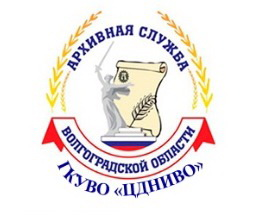 АРХИВНАЯ СЛУЖБА
ВОЛГОГРАДСКОЙ ОБЛАСТИ
ГКУВО «ЦДНИВО»